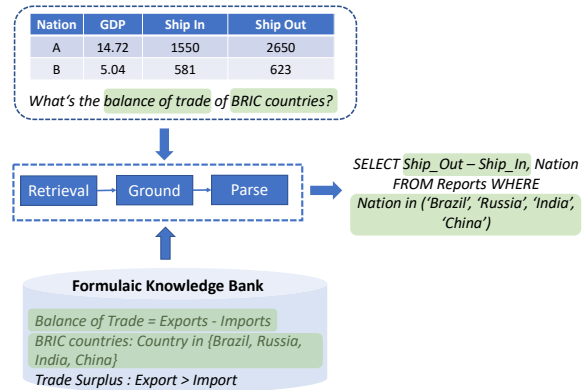 Nation GDP Ship In Ship Out
A 14.72 1550 2650
B 5.04 581 623
What's the balance of trade of BRIC countries?
Retrieval Ground Parse
SELECT Ship_Out – Ship_In, Nation
FROM Reports WHERE
Nation in ('Brazil', 'Russia', 'India',
'China')
Formulaic Knowledge Bank
Balance of Trade = Exports - Imports
BRIC countries: Country in {Brazil, Russia,
India, China}
Trade Surplus : Export > Import